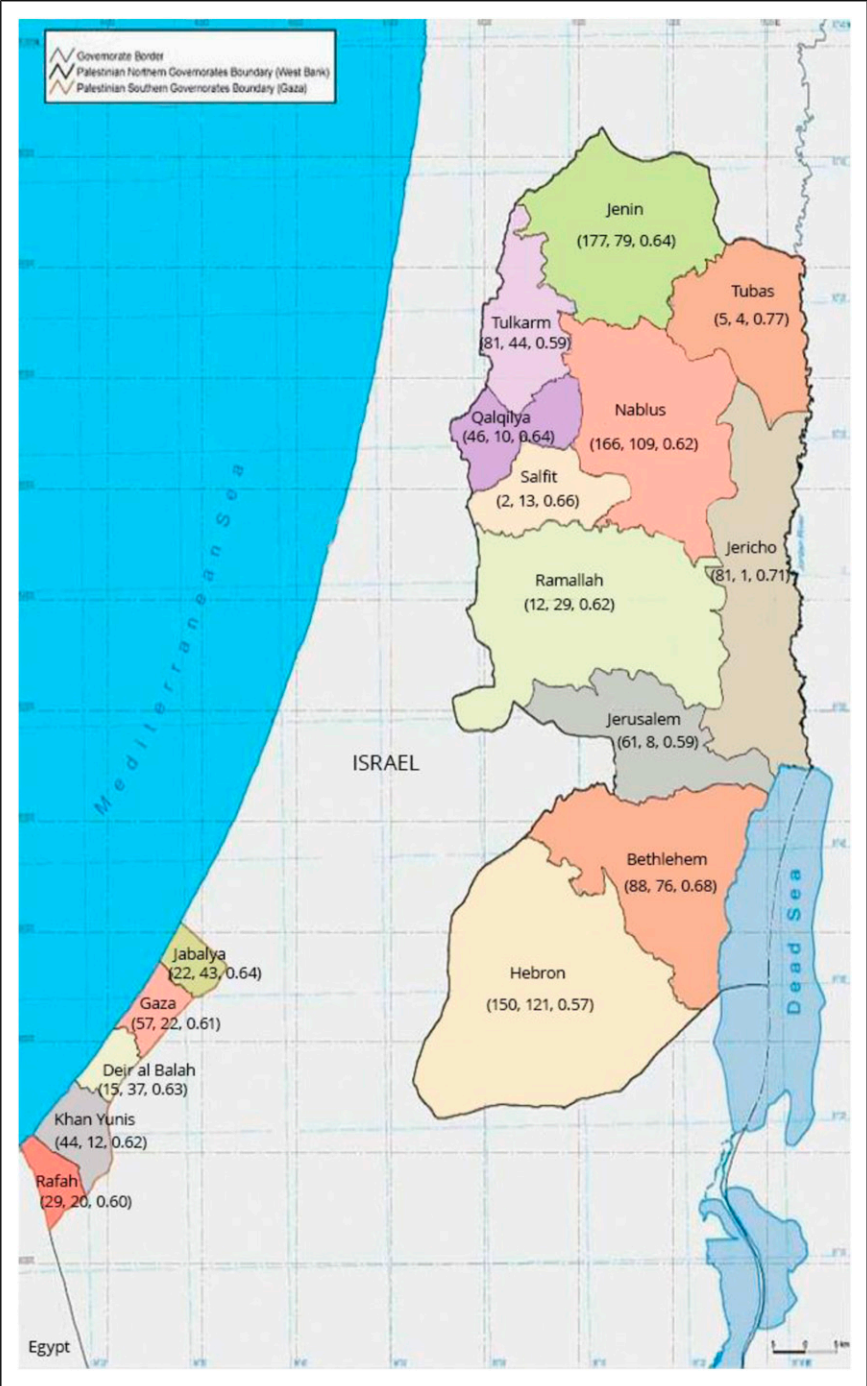 Governorate Border
Palestinian Northern Governorates Boundary (West Bank)
Palestinian Southern Governorates Boundary (Gaza)
Jenin
(177, 79, 0.64)
Tubas
(5, 4, 0.77)
Tulkarm
(81, 44, 0.59)
Nablus
(166, 109, 0.62)
Qalqilya
(46, 10, 0.64)
Salfit
(2, 13, 0.66)
Jordan River
Jericho
(81, 1, 0.71)
Ramallah
(12, 29, 0.62)
Mediterranean Sea
Jerusalem
(61, 8, 0.59)
ISRAEL
Bethlehem
(88, 76, 0.68)
Dead Sea
Hebron
(150, 121, 0.57)
Jabalya
(22, 43, 0.64)
Gaza
(57, 22, 0.61)
Deir al Balah
(15, 37, 0.63)
Khan Yunis
(44, 12, 0.62)
Rafah
(29, 20, 0.60)
Egypt